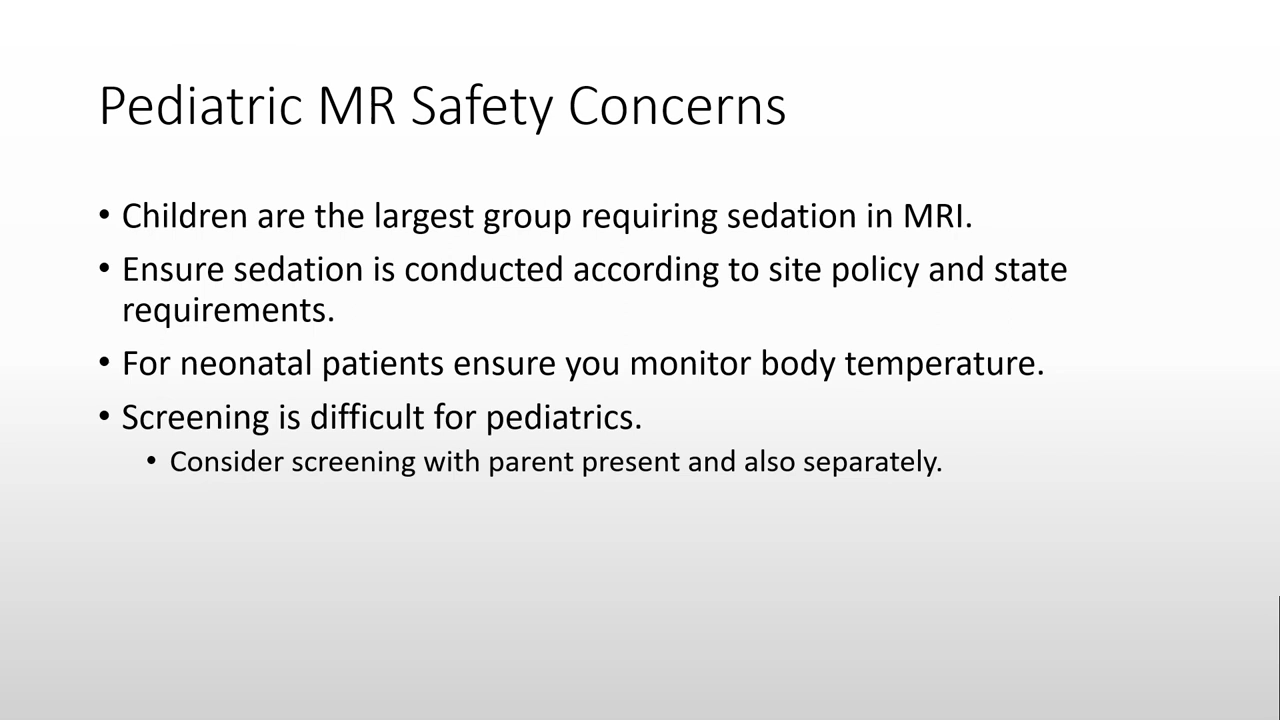 Pediatric MR Safety Concerns
• Children are the largest group requiring sedation in MRI.
• Ensure sedation is conducted according to site policy and state
requirements.
• For neonatal patients ensure you monitor body temperature.
• Screening is difficult for pediatrics.
• Consider screening with parent present and also separately.